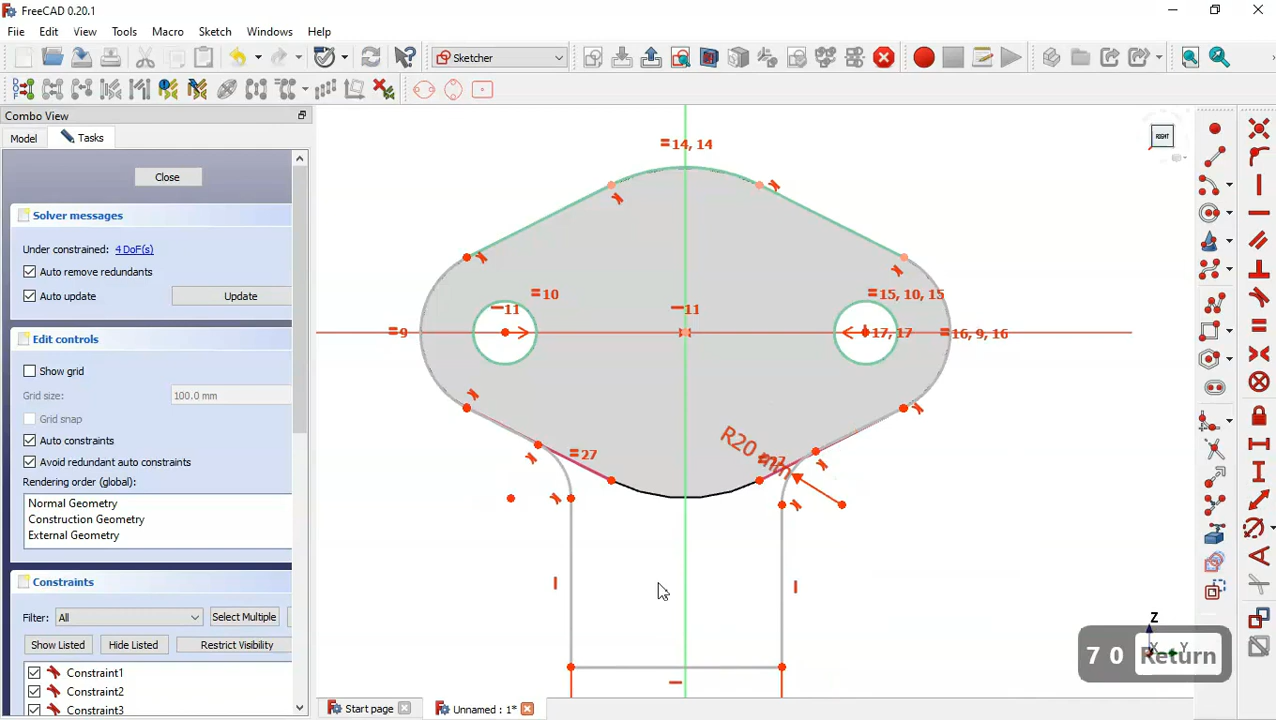 FreeCAD 0.20.1
File Edit View Tools Macro Sketch Windows Help
Sketcher
Combo View
Model Tasks
Close
Solver messages
Under constrained: 4 DoF(s)
Auto remove redundants
Auto update Update
Edit controls
Show grid
Grid size: 100.0 mm
Grid snap
Auto constraints
Avoid redundant auto constraints
Rendering order (global):
Normal Geometry
Construction Geometry
External Geometry
Constraints
Filter: All Select Multiple
Show Listed Hide Listed Restrict Visibility
Constraint1
Constraint2
Constraint3
14, 14
RIGHT
10
15, 10, 15
11
11
9
17, 17
16, 9, 16
R20 mm
27
27
Z
X Y
7 0 Return
Start page Unnamed : 1*